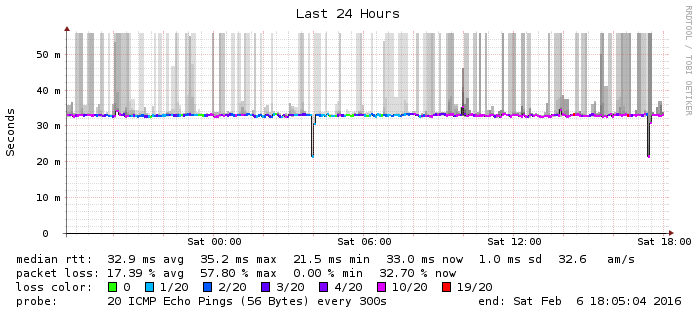 Last 24 Hours
RRDTOOL / TOBI OETIKER
Seconds
50 m
40 m
30 m
20 m
10 m
0
Sat 00:00 Sat 06:00 Sat 12:00 Sat 18:00
median rtt: 32.9 ms avg 35.2 ms max 21.5 ms min 33.0 ms now 1.0 ms sd 32.6 am/s
packet loss: 17.39 % avg 57.80 % max 0.00 % min 32.70 % now
loss color: 0 1/20 2/20 3/20 4/20 10/20 19/20
probe: 20 ICMP Echo Pings (56 Bytes) every 300s end: Sat Feb 6 18:05:04 2016